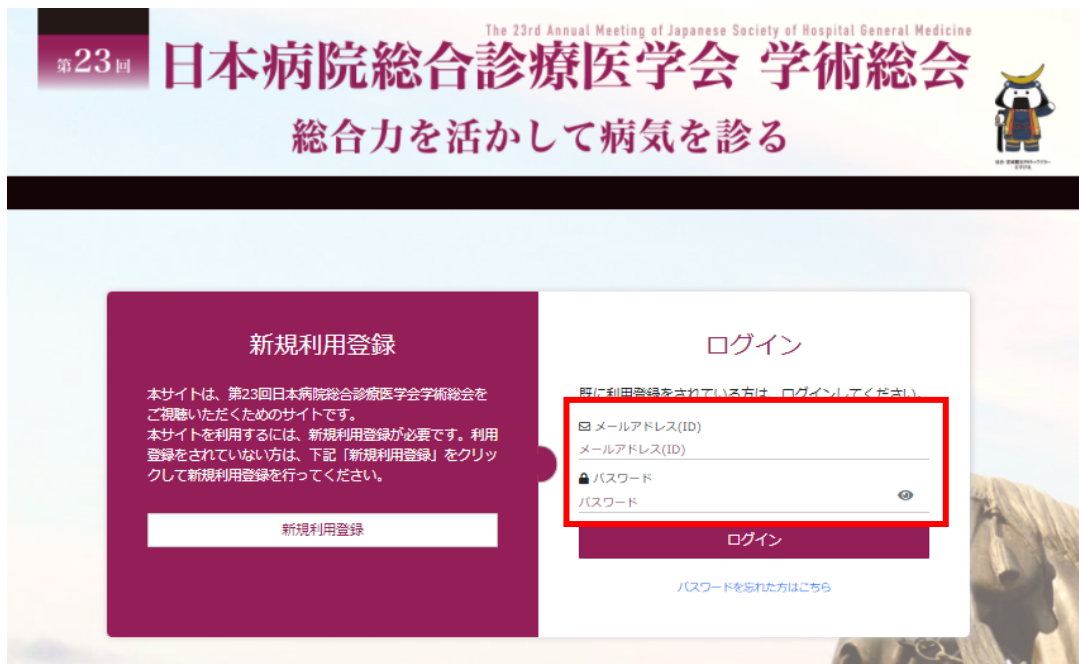 The 23rd Annual Meeting of Japanese Society of Hospital General Medicine
第23回
日本病院総合診療医学会 学術総会
総合力を活かして病気を診る
新規利用登録
本サイトは、第23回日本病院総合診療医学会学術総会を
ご視聴いただくためのサイトです。
本サイトを利用するには、新規利用登録が必要です。利用
登録をされていない方は、下記「新規利用登録」をクリッ
クして新規利用登録を行ってください。
新規利用登録
ログイン
既に利用登録をされている方は、ログインしてください。
メールアドレス(ID)
メールアドレス(ID)
パスワード
パスワード
ログイン
パスワードを忘れた方はこちら